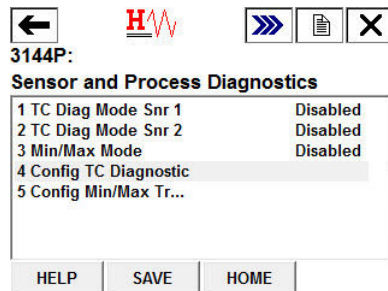 H
3144P:
Sensor and Process Diagnostics
1 TC Diag Mode Snr 1 Disabled
2 TC Diag Mode Snr 2 Disabled
3 Min/Max Mode Disabled
4 Config TC Diagnostic
5 Config Min/Max Tr...
HELP SAVE HOME